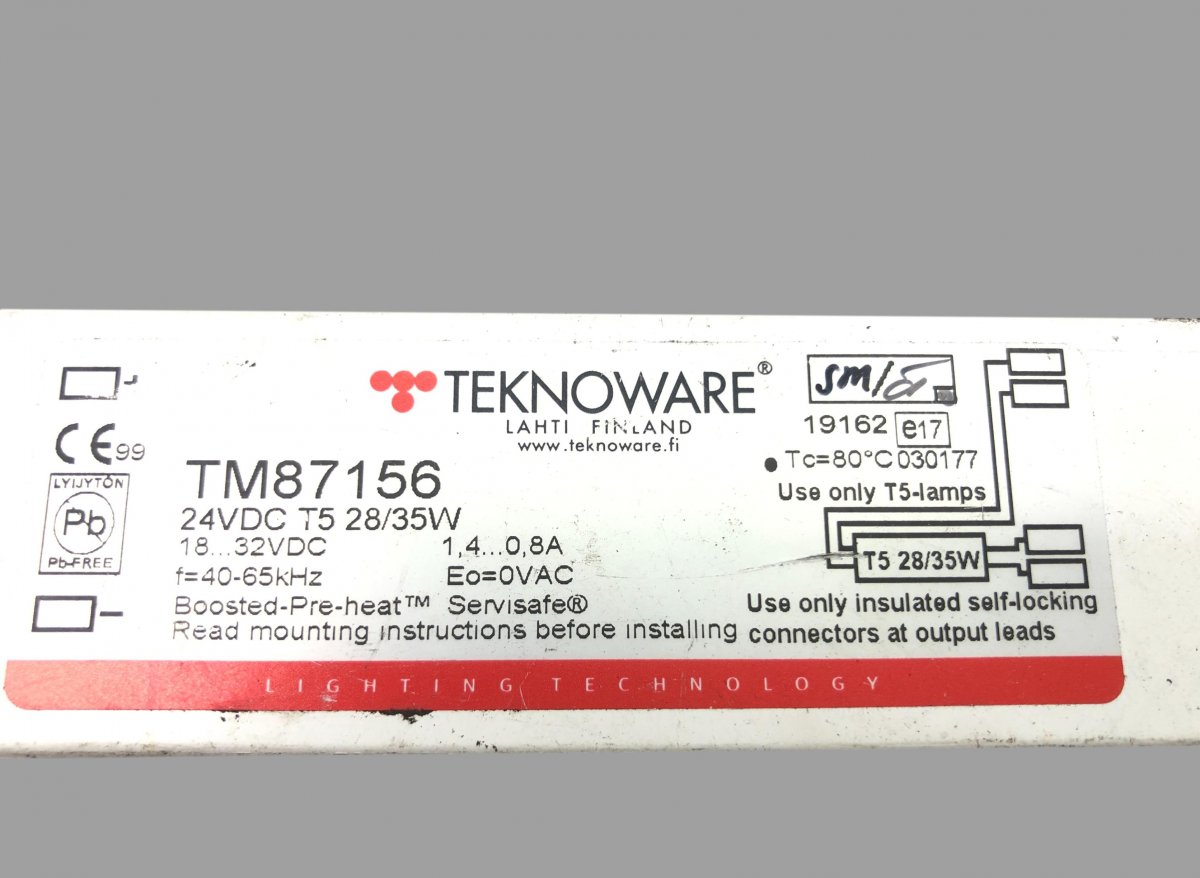 TEKNOWARE®
LAHTI FINLAND
www.teknoware.fi
CE99
LYIJYTÖN
Pb
Pb-FREE
TM87156
24VDC T5 28/35W
18...32VDC 1,4...0,8A
f=40-65kHz Eo=0VAC
Boosted-Pre-heat™ Servisafe®
Read mounting instructions before installing
19162 e17
Tc=80°C 030177
Use only T5-lamps
T5 28/35W
Use only insulated self-locking
connectors at output leads
LIGHTING TECHNOLOGY